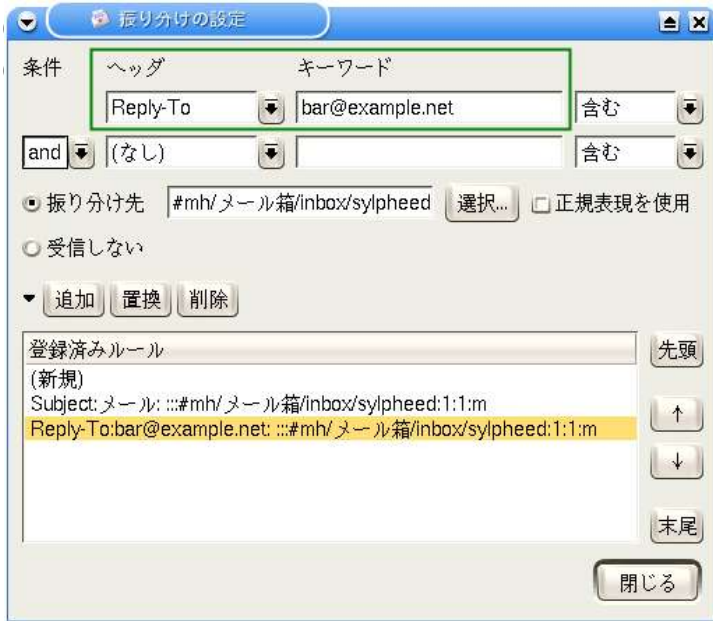 振り分けの設定
条件 ヘッダ キーワード
Reply-To bar@example.net 含む
and (なし) 含む
振り分け先 #mh/メール箱/inbox/sylpheed 選択... 正規表現を使用
受信しない
追加 置換 削除
登録済みルール 先頭
(新規)
Subject:メール: :::#mh/メール箱/inbox/sylpheed:1:1:m
Reply-To:bar@example.net: :::#mh/メール箱/inbox/sylpheed:1:1:m
↑
↓
末尾
閉じる